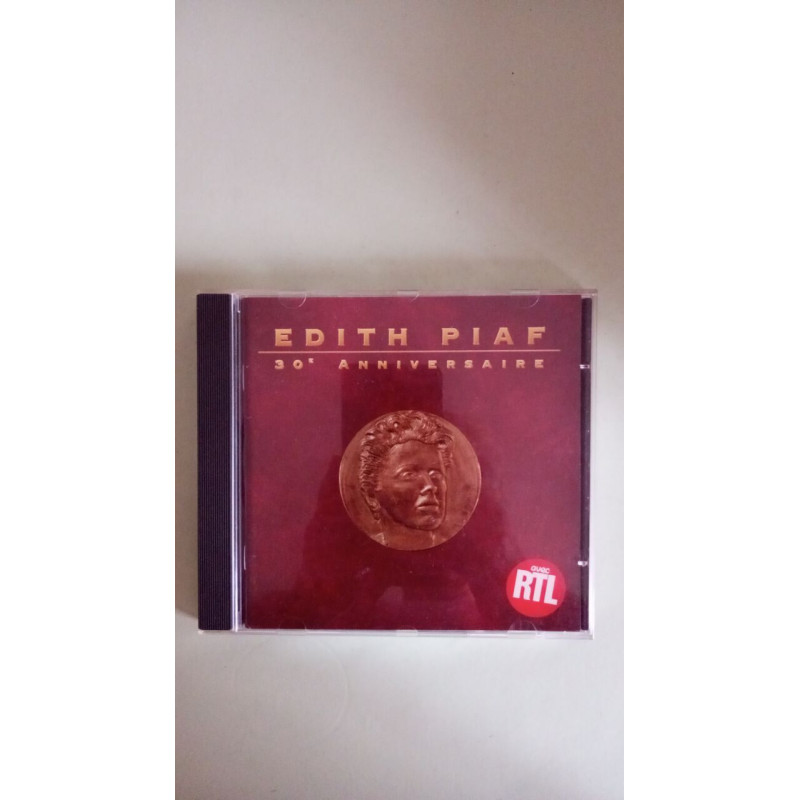 EDITH PIAF
30E ANNIVERSAIRE
avec
RTL